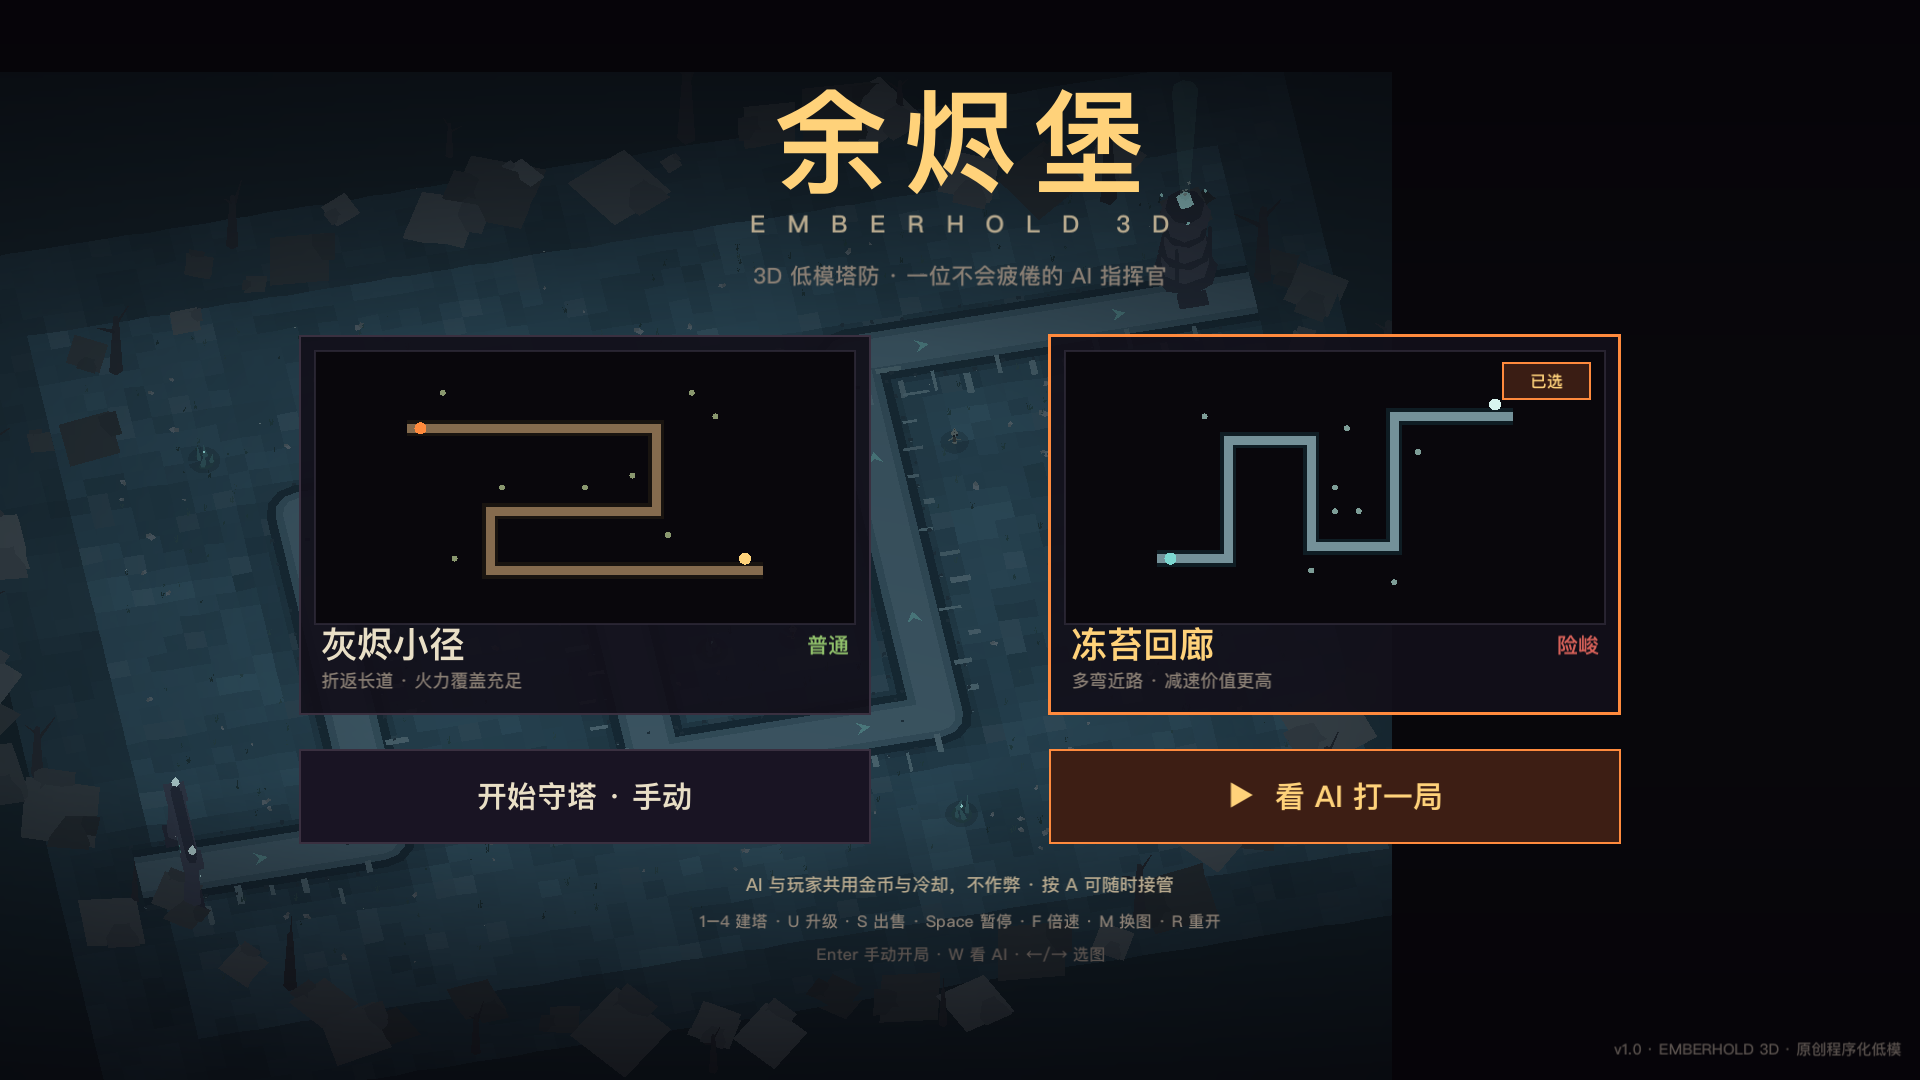 余烬堡
EMBERHOLD 3D
3D 低模塔防 · 一位不会疲倦的 AI 指挥官
已选
灰烬小径
普通
折返长道 · 火力覆盖充足
冻苔回廊
险峻
多弯近路 · 减速价值更高
开始守塔 · 手动
▶ 看 AI 打一局
AI 与玩家共用金币与冷却，不作弊 · 按 A 可随时接管
1–4 建塔 · U 升级 · S 出售 · Space 暂停 · F 倍速 · M 换图 · R 重开
Enter 手动开局 · W 看 AI · ←/→ 选图
v1.0 · EMBERHOLD 3D · 原创程序化低模